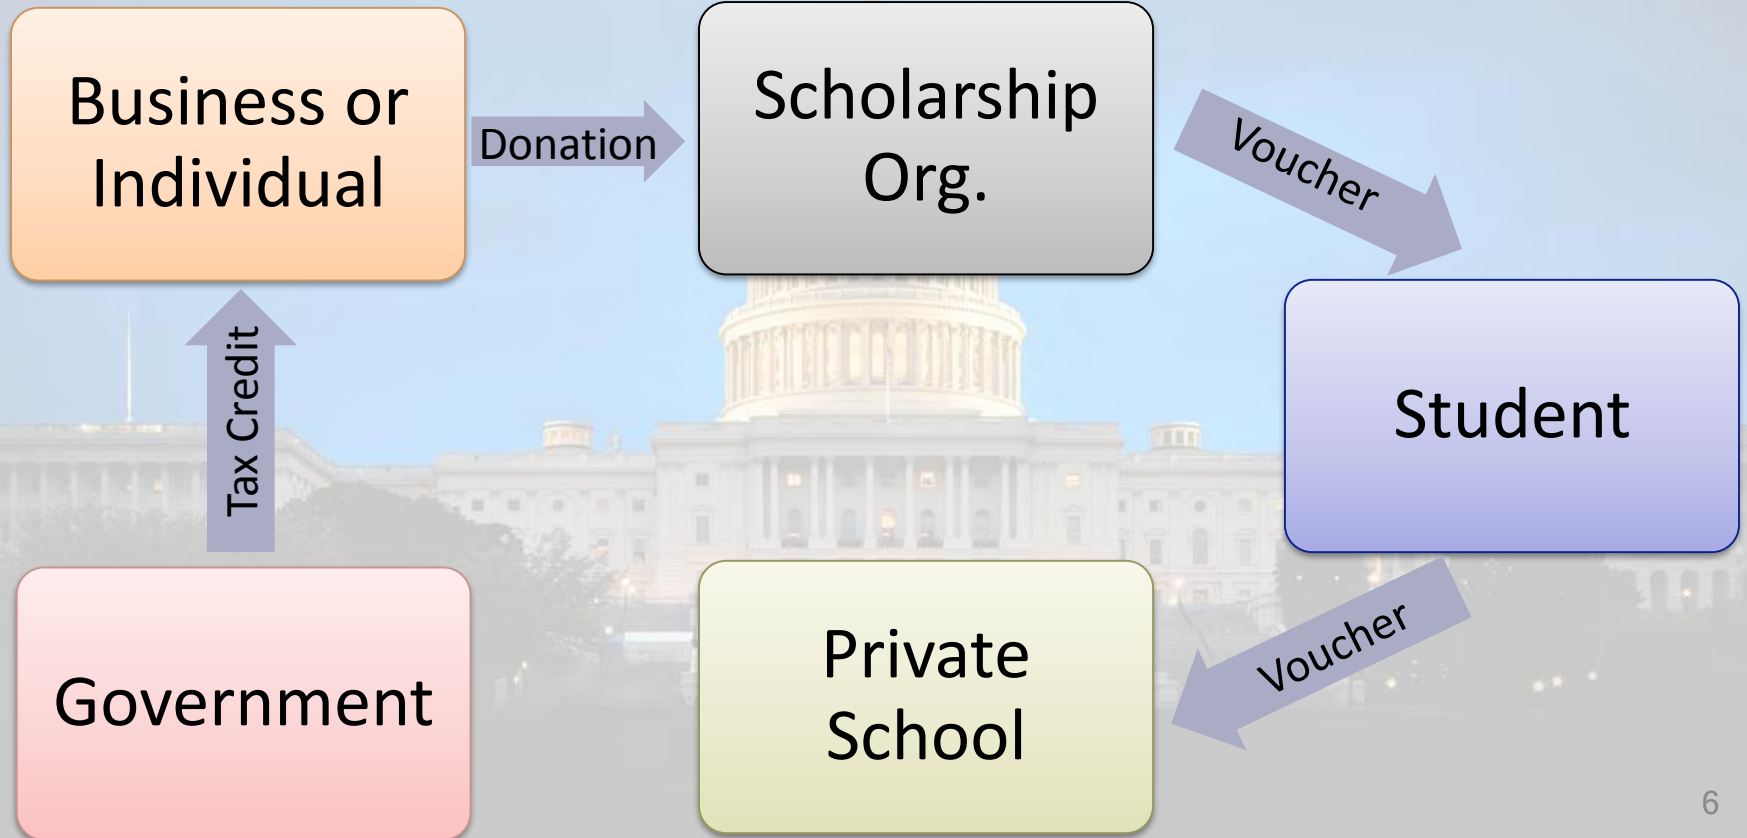 Business or
Individual
Donation
Scholarship
Org.
Voucher
Tax Credit
Student
Government
Private
School
Voucher
6